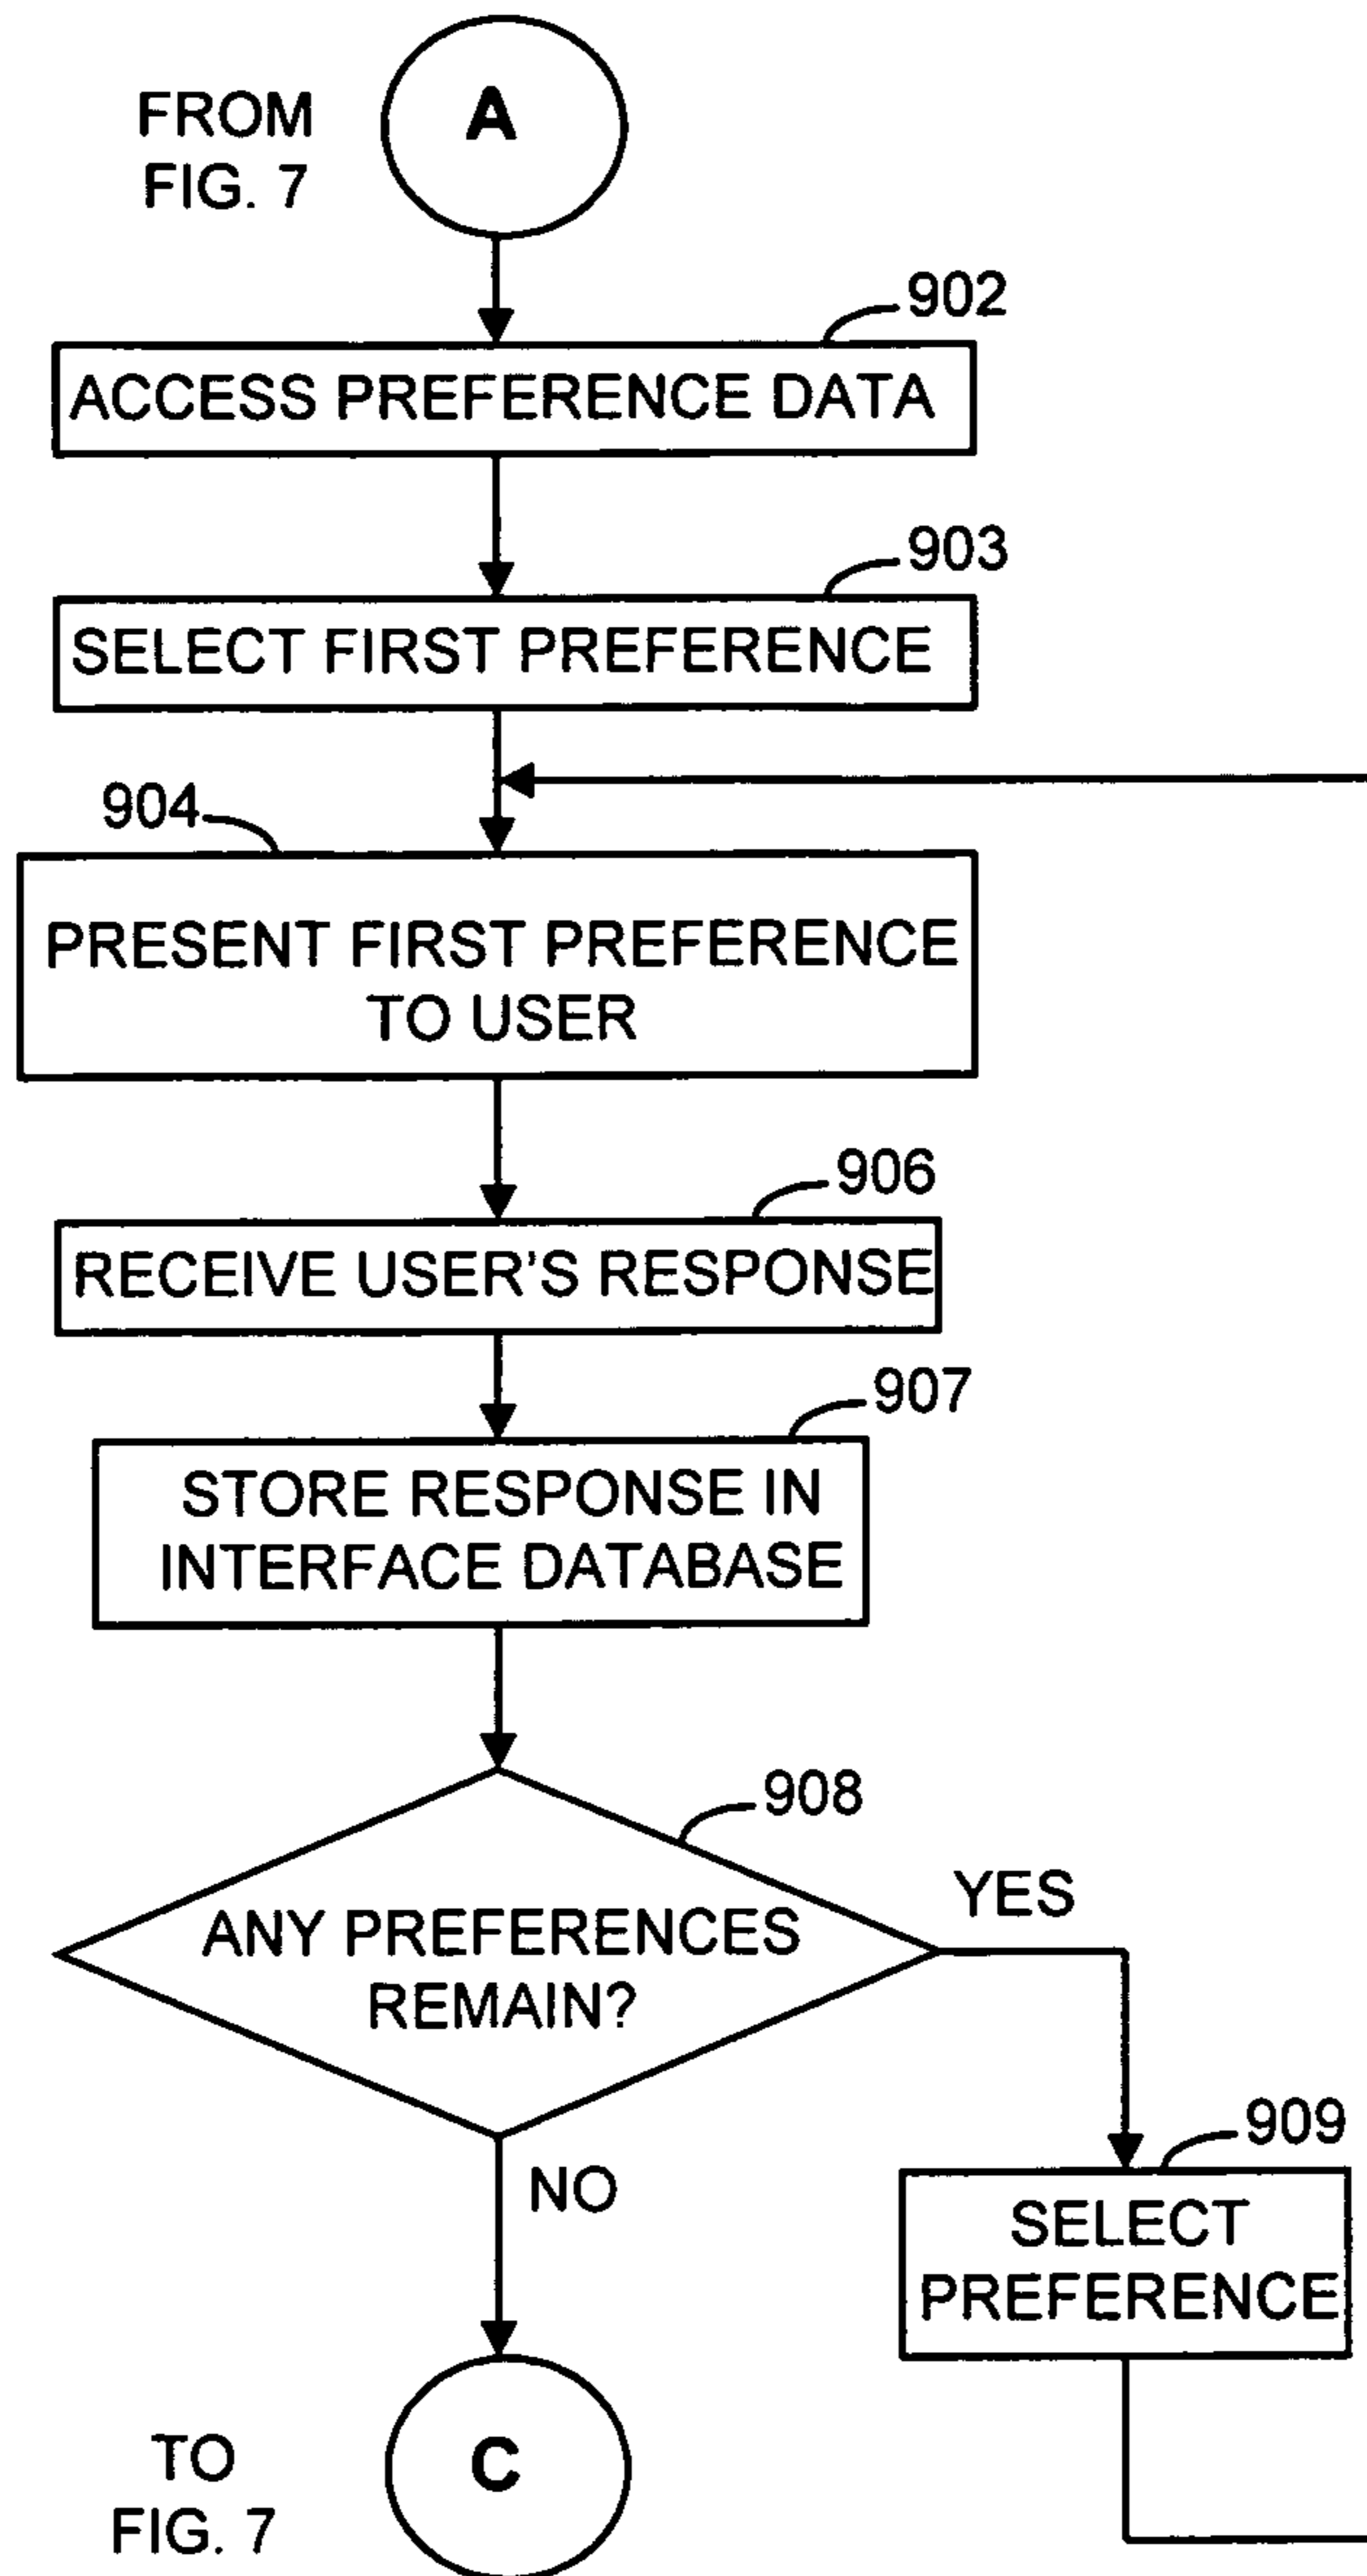 FROM
FIG. 7
A
902
ACCESS PREFERENCE DATA
903
SELECT FIRST PREFERENCE
904
PRESENT FIRST PREFERENCE
TO USER
906
RECEIVE USER'S RESPONSE
907
STORE RESPONSE IN
INTERFACE DATABASE
908
ANY PREFERENCES
REMAIN?
YES
NO
909
SELECT
PREFERENCE
TO
FIG. 7
C